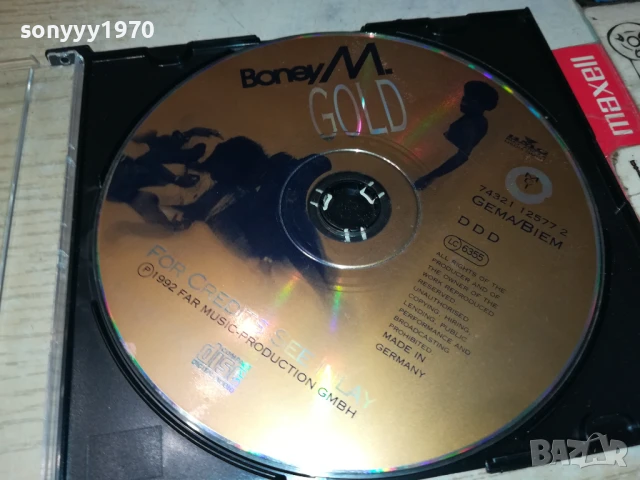 sonyyy1970
Boney M.
GOLD
74321 12577 2
GEMA/BIEM
DDD
LC 6355
ALL RIGHTS OF THE
PRODUCER AND OF
THE OWNER OF THE
WORK REPRODUCED
RESERVED
UNAUTHORISED
COPYING, HIRING,
LENDING, PUBLIC
PERFORMANCE AND
BROADCASTING
PROHIBITED
MADE IN
GERMANY
FOR CREDITS SEE INLAY
℗ 1992 FAR MUSIC-PRODUCTION GMBH
maxell
BAZAR